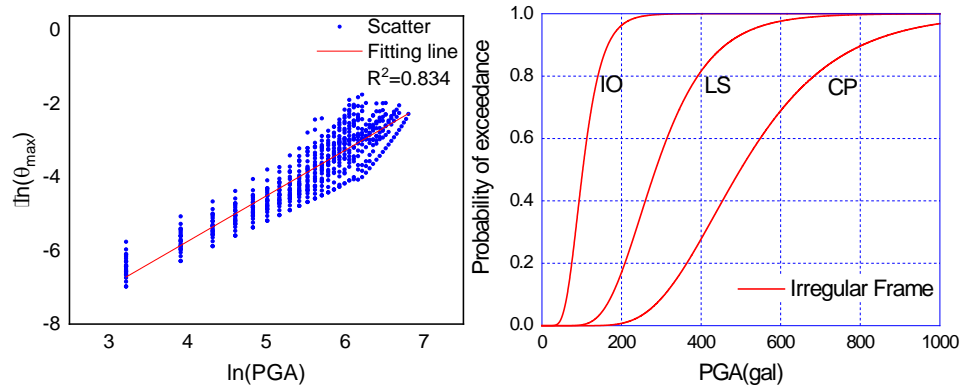 0
-2
-4
-6
-8
ln(θmax)
Scatter
Fitting line
R²=0.834
3 4 5 6 7
ln(PGA)
1.0
0.8
0.6
0.4
0.2
0.0
Probability of exceedance
IO
LS
CP
Irregular Frame
0 200 400 600 800 1000
PGA(gal)